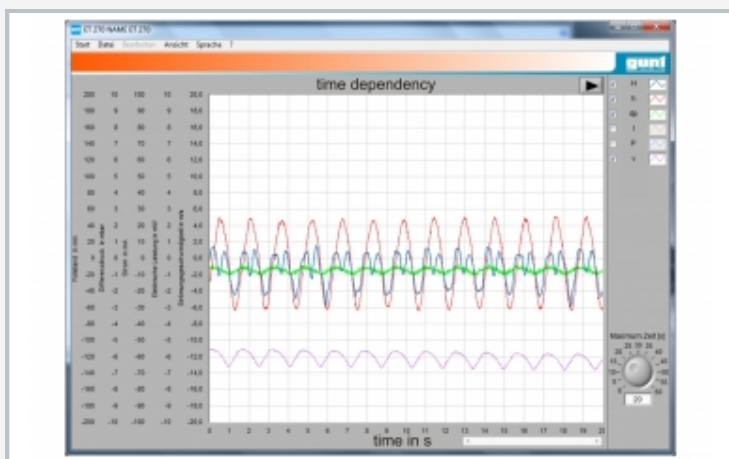 ET 270 NAME ET 270
Start Datei Bearbeiten Ansicht Sprache ?
gunt
time dependency
200 10 100 10 20,0
180 9 90 9 18,0
160 8 80 8 16,0
140 7 70 7 14,0
120 6 60 6 12,0
100 5 50 5 10,0
80 4 40 4 8,0
60 3 30 3 6,0
40 2 20 2 4,0
20 1 10 1 2,0
0 0 0 0 0,0
-20 -1 -10 -1 -2,0
-40 -2 -20 -2 -4,0
-60 -3 -30 -3 -6,0
-80 -4 -40 -4 -8,0
-100 -5 -50 -5 -10,0
-120 -6 -60 -6 -12,0
-140 -7 -70 -7 -14,0
-160 -8 -80 -8 -16,0
-180 -9 -90 -9 -18,0
-200 -10 -100 -10 -20,0
Differenzdruck in mbar
Strom in mA
H
h
dp
I
P
v
0 1 2 3 4 5 6 7 8 9 10 11 12 13 14 15 16 17 18 19 20
time in s
Maximum Zeit [s]
20